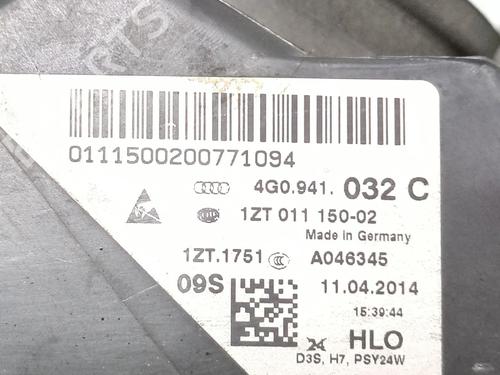 0111500200771094
4G0.941. 032 C
1ZT 011 150-02
Made in Germany
1ZT.1751 A046345
09S 11.04.2014
15:39:44
HLO
D3S, H7, PSY24W